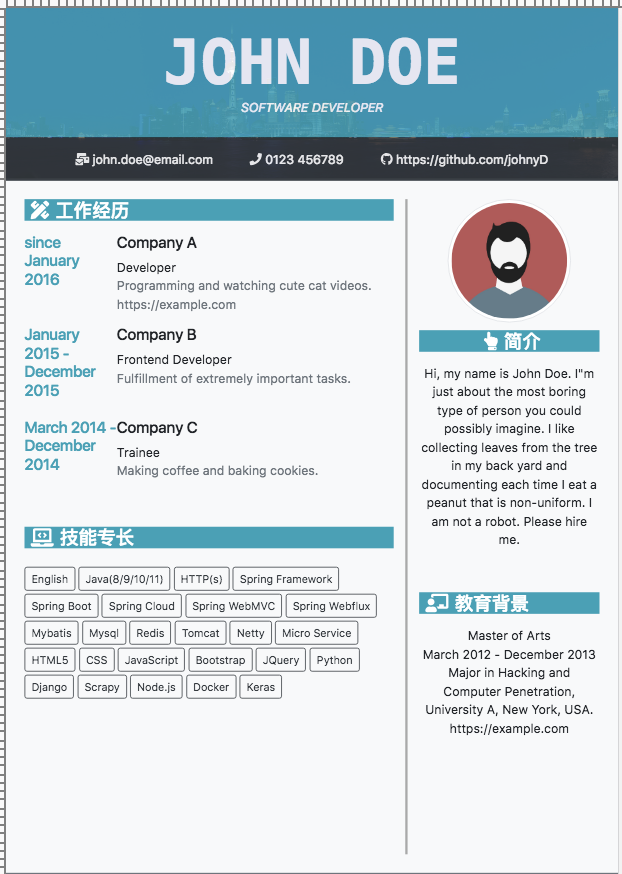 JOHN DOE
SOFTWARE DEVELOPER
john.doe@email.com 0123 456789 https://github.com/johnyD
工作经历
since
January
2016
Company A
Developer
Programming and watching cute cat videos.
https://example.com
January
2015 -
December
2015
Company B
Frontend Developer
Fulfillment of extremely important tasks.
March 2014 -
December
2014
Company C
Trainee
Making coffee and baking cookies.
技能专长
English Java(8/9/10/11) HTTP(s) Spring Framework
Spring Boot Spring Cloud Spring WebMVC Spring Webflux
Mybatis Mysql Redis Tomcat Netty Micro Service
HTML5 CSS JavaScript Bootstrap JQuery Python
Django Scrapy Node.js Docker Keras
简介
Hi, my name is John Doe. I"m
just about the most boring
type of person you could
possibly imagine. I like
collecting leaves from the tree
in my back yard and
documenting each time I eat a
peanut that is non-uniform. I
am not a robot. Please hire
me.
教育背景
Master of Arts
March 2012 - December 2013
Major in Hacking and
Computer Penetration,
University A, New York, USA.
https://example.com